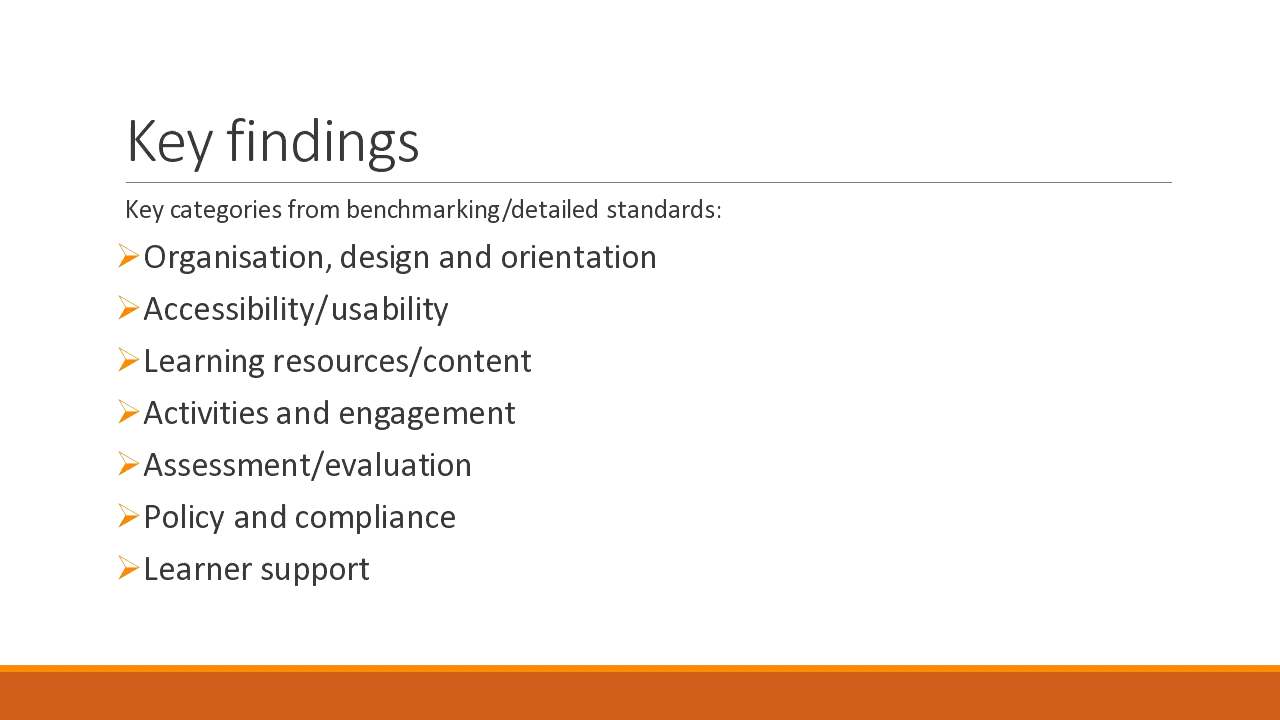 Key findings
Key categories from benchmarking/detailed standards:
Organisation, design and orientation
Accessibility/usability
Learning resources/content
Activities and engagement
Assessment/evaluation
Policy and compliance
Learner support